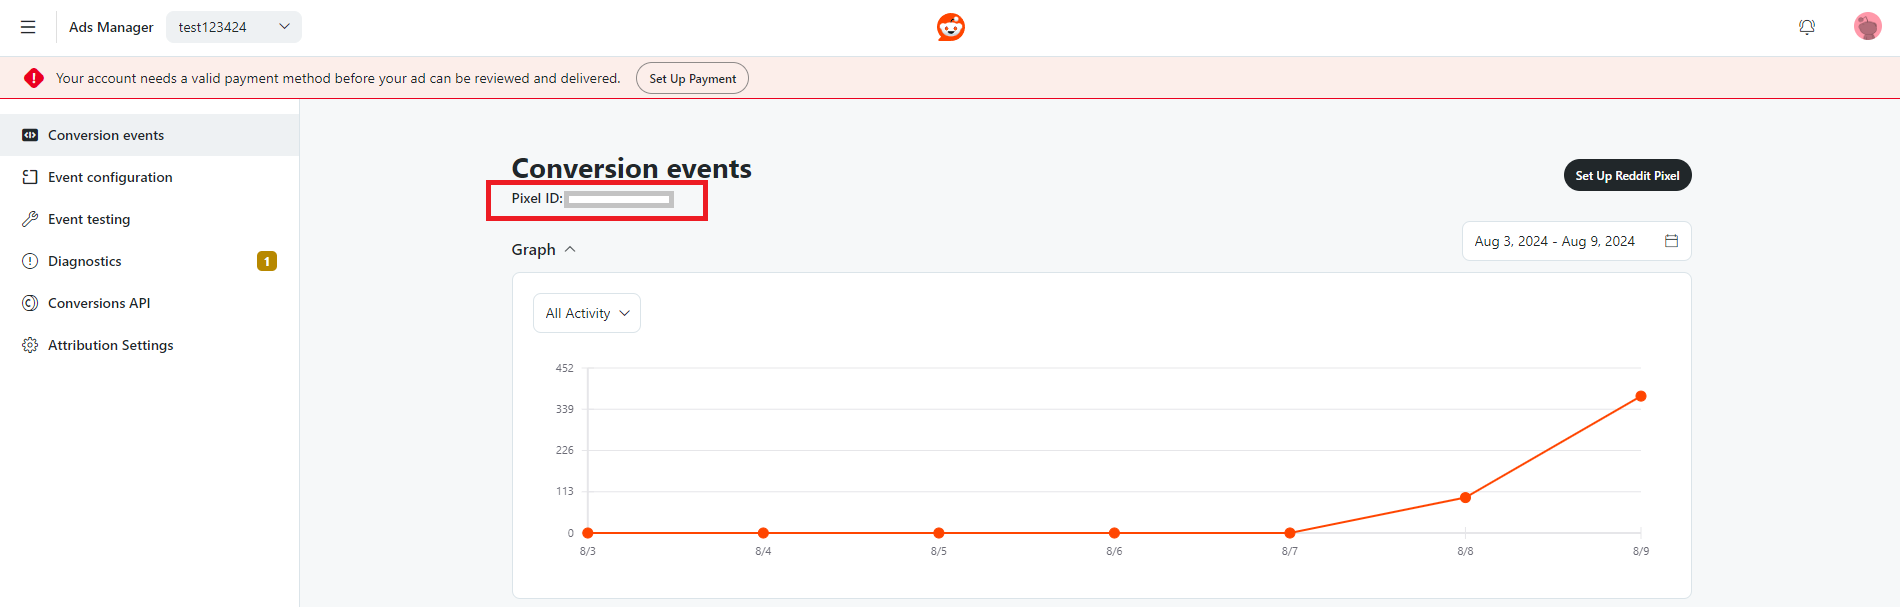 Ads Manager test123424
Your account needs a valid payment method before your ad can be reviewed and delivered. Set Up Payment
Conversion events
Event configuration
Event testing
Diagnostics 1
Conversions API
Attribution Settings
Conversion events
Pixel ID:
Set Up Reddit Pixel
Graph
Aug 3, 2024 - Aug 9, 2024
All Activity
452
339
226
113
0
8/3 8/4 8/5 8/6 8/7 8/8 8/9